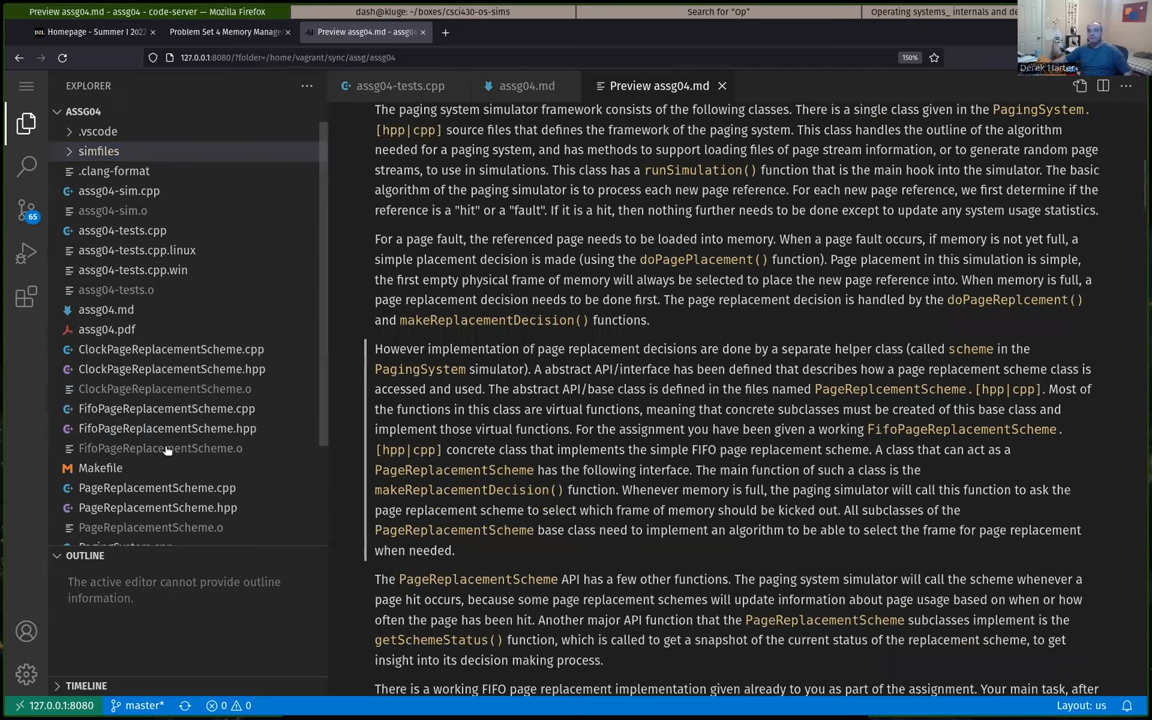 Preview assg04.md - assg04 - code-server — Mozilla Firefox
dash@kluge: ~/boxes/csci430-os-sims
Search for "Op"
Operating systems_ internals and de
Homepage - Summer I 2022
Problem Set 4 Memory Manage
Preview assg04.md - assg04
127.0.0.1:8080/?folder=/home/vagrant/sync/assg/assg04
150%
Derek Harter
EXPLORER
assg04-tests.cpp
assg04.md
Preview assg04.md
ASSG04
.vscode
simfiles
.clang-format
assg04-sim.cpp
assg04-sim.o
assg04-tests.cpp
assg04-tests.cpp.linux
assg04-tests.cpp.win
assg04-tests.o
assg04.md
assg04.pdf
ClockPageReplacementScheme.cpp
ClockPageReplacementScheme.hpp
ClockPageReplacementScheme.o
FifoPageReplacementScheme.cpp
FifoPageReplacementScheme.hpp
FifoPageReplacementScheme.o
Makefile
PageReplacementScheme.cpp
PageReplacementScheme.hpp
PageReplacementScheme.o
PagingSystem.cpp
65
OUTLINE
The active editor cannot provide outline
information.
TIMELINE
The paging system simulator framework consists of the following classes. There is a single class given in the PagingSystem.
[hpp|cpp] source files that defines the framework of the paging system. This class handles the outline of the algorithm
needed for a paging system, and has methods to support loading files of page stream information, or to generate random page
streams, to use in simulations. This class has a runSimulation() function that is the main hook into the simulator. The basic
algorithm of the paging simulator is to process each new page reference. For each new page reference, we first determine if the
reference is a "hit" or a "fault". If it is a hit, then nothing further needs to be done except to update any system usage statistics.
For a page fault, the referenced page needs to be loaded into memory. When a page fault occurs, if memory is not yet full, a
simple placement decision is made (using the doPagePlacement() function). Page placement in this simulation is simple,
the first empty physical frame of memory will always be selected to place the new page reference into. When memory is full, a
page replacement decision needs to be done first. The page replacement decision is handled by the doPageReplcement()
and makeReplacementDecision() functions.
However implementation of page replacement decisions are done by a separate helper class (called scheme in the
PagingSystem simulator). A abstract API/interface has been defined that describes how a page replacement scheme class is
accessed and used. The abstract API/base class is defined in the files named PageReplcementScheme.[hpp|cpp]. Most of
the functions in this class are virtual functions, meaning that concrete subclasses must be created of this base class and
implement those virtual functions. For the assignment you have been given a working FifoPageReplacementScheme.
[hpp|cpp] concrete class that implements the simple FIFO page replacement scheme. A class that can act as a
PageReplacementScheme has the following interface. The main function of such a class is the
makeReplacementDecision() function. Whenever memory is full, the paging simulator will call this function to ask the
page replacement scheme to select which frame of memory should be kicked out. All subclasses of the
PageReplacementScheme base class need to implement an algorithm to be able to select the frame for page replacement
when needed.
The PageReplacementScheme API has a few other functions. The paging system simulator will call the scheme whenever a
page hit occurs, because some page replacement schemes will update information about page usage based on when or how
often the page has been hit. Another major API function that the PageReplacementScheme subclasses implement is the
getSchemeStatus() function, which is called to get a snapshot of the current status of the replacement scheme, to get
insight into its decision making process.
There is a working FIFO page replacement implementation given already to you as part of the assignment. Your main task, after
127.0.0.1:8080
master*
0
0
Layout: us